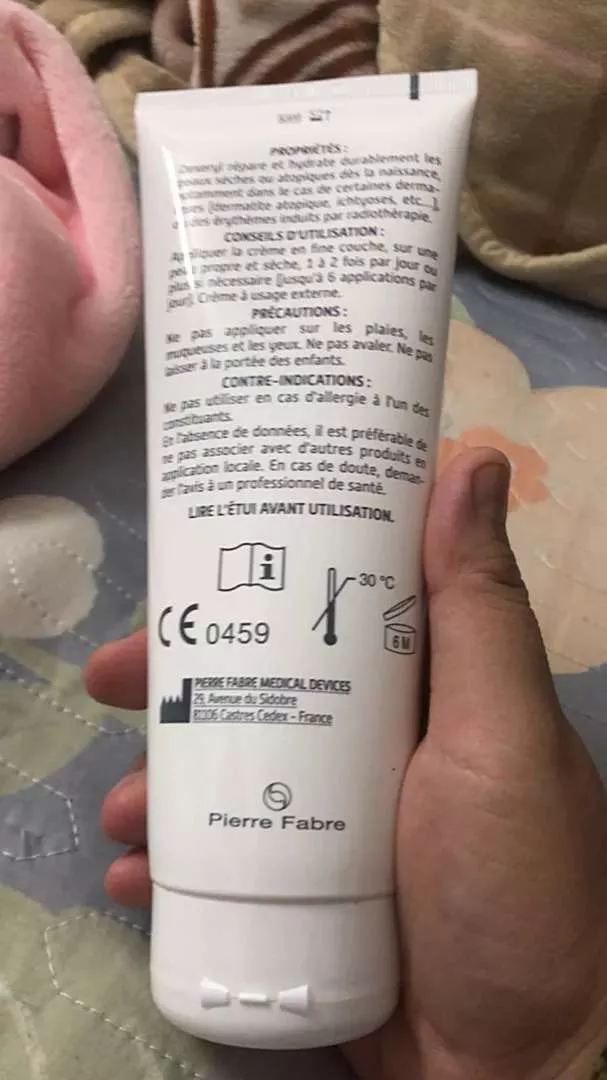 PROPRIÉTÉS :
répare et hydrate durablement les
peaux sèches ou atopiques dès la naissance,
notamment dans le cas de certaines derma-
toses (dermatite atopique, ichtyoses, etc...),
des érythèmes induits par radiothérapie.
CONSEILS D'UTILISATION :
Appliquer la crème en fine couche, sur une
peau propre et sèche, 1 à 2 fois par jour ou
plus si nécessaire (jusqu'à 6 applications par
jour). Crème à usage externe.
PRÉCAUTIONS :
Ne pas appliquer sur les plaies, les
muqueuses et les yeux. Ne pas avaler. Ne pas
laisser à la portée des enfants.
CONTRE-INDICATIONS :
Ne pas utiliser en cas d'allergie à l'un des
constituants.
En l'absence de données, il est préférable de
ne pas associer avec d'autres produits en
application locale. En cas de doute, deman-
der l'avis à un professionnel de santé.
LIRE L'ÉTUI AVANT UTILISATION.
i
30 °C
CE 0459
6 M
PIERRE FABRE MEDICAL DEVICES
29, Avenue du Sidobre
81106 Castres Cedex - France
Pierre Fabre